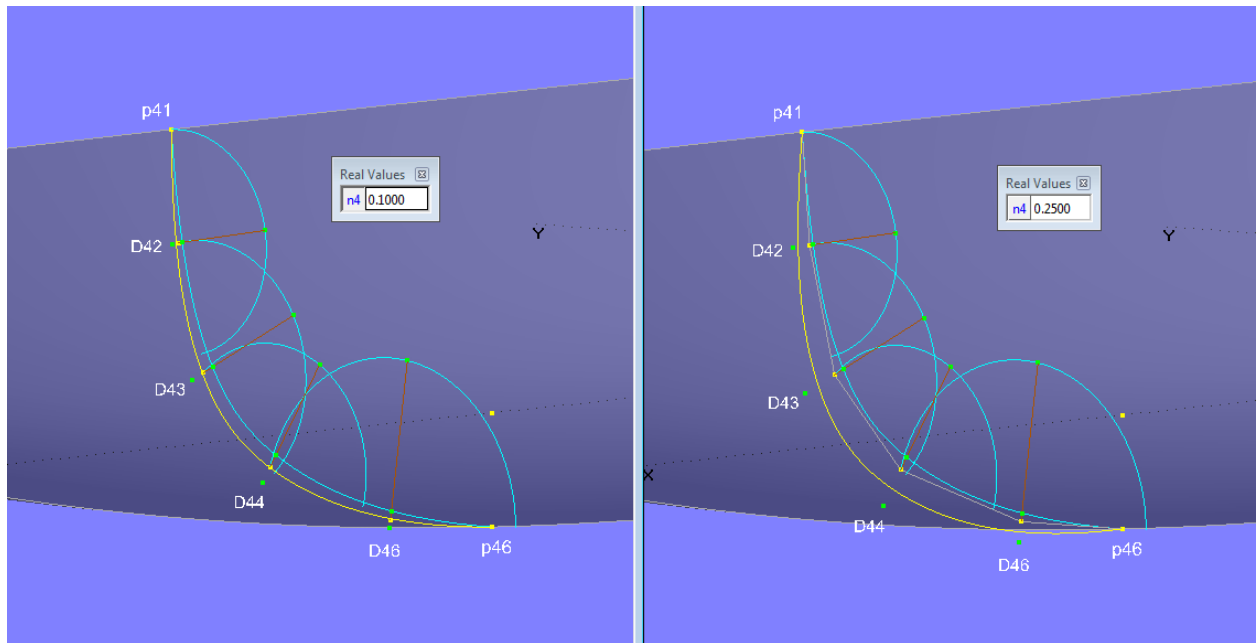 p41
Real Values
n4 0.1000
Y
D42
D43
D44
D46
p46
p41
Real Values
n4 0.2500
Y
D42
D43
X
D44
D46
p46